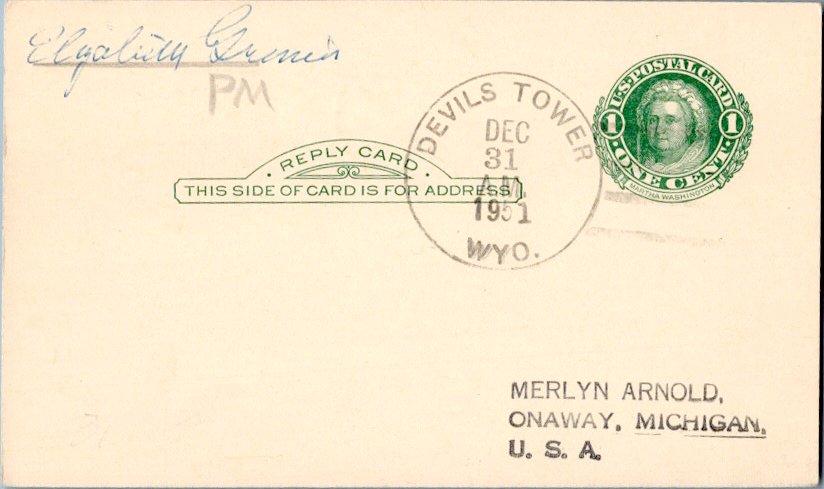 Elizabeth
PM
DEVILS TOWER
DEC
31
A.M.
1951
WYO.
U·S·POSTAL CARD
1 1
·ONE CENT·
MARTHA WASHINGTON
· REPLY CARD ·
THIS SIDE OF CARD IS FOR ADDRESS
MERLYN ARNOLD,
ONAWAY, MICHIGAN,
U. S. A.